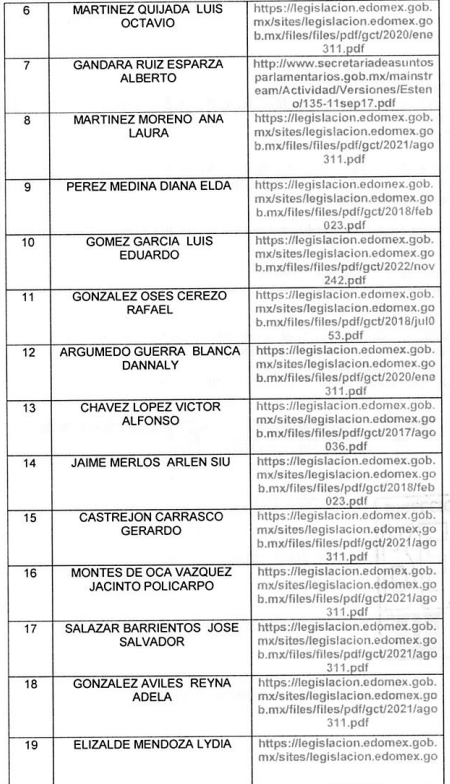 6
MARTINEZ QUIJADA LUIS
OCTAVIO
https://legislacion.edomex.gob.
mx/sites/legislacion.edomex.go
b.mx/files/files/pdf/gct/2020/ene
311.pdf
7
GANDARA RUIZ ESPARZA
ALBERTO
http://www.secretariadeasuntos
parlamentarios.gob.mx/mainstr
eam/Actividad/Versiones/Esten
o/135-11sep17.pdf
8
MARTINEZ MORENO ANA
LAURA
https://legislacion.edomex.gob.
mx/sites/legislacion.edomex.go
b.mx/files/files/pdf/gct/2021/ago
311.pdf
9
PEREZ MEDINA DIANA ELDA
https://legislacion.edomex.gob.
mx/sites/legislacion.edomex.go
b.mx/files/files/pdf/gct/2018/feb
023.pdf
10
GOMEZ GARCIA LUIS
EDUARDO
https://legislacion.edomex.gob.
mx/sites/legislacion.edomex.go
b.mx/files/files/pdf/gct/2022/nov
242.pdf
11
GONZALEZ OSES CEREZO
RAFAEL
https://legislacion.edomex.gob.
mx/sites/legislacion.edomex.go
b.mx/files/files/pdf/gct/2018/jul0
53.pdf
12
ARGUMEDO GUERRA BLANCA
DANNALY
https://legislacion.edomex.gob.
mx/sites/legislacion.edomex.go
b.mx/files/files/pdf/gct/2020/ene
311.pdf
13
CHAVEZ LOPEZ VICTOR
ALFONSO
https://legislacion.edomex.gob.
mx/sites/legislacion.edomex.go
b.mx/files/files/pdf/gct/2017/ago
036.pdf
14
JAIME MERLOS ARLEN SIU
https://legislacion.edomex.gob.
mx/sites/legislacion.edomex.go
b.mx/files/files/pdf/gct/2018/feb
023.pdf
15
CASTREJON CARRASCO
GERARDO
https://legislacion.edomex.gob.
mx/sites/legislacion.edomex.go
b.mx/files/files/pdf/gct/2021/ago
311.pdf
16
MONTES DE OCA VAZQUEZ
JACINTO POLICARPO
https://legislacion.edomex.gob.
mx/sites/legislacion.edomex.go
b.mx/files/files/pdf/gct/2021/ago
311.pdf
17
SALAZAR BARRIENTOS JOSE
SALVADOR
https://legislacion.edomex.gob.
mx/sites/legislacion.edomex.go
b.mx/files/files/pdf/gct/2021/ago
311.pdf
18
GONZALEZ AVILES REYNA
ADELA
https://legislacion.edomex.gob.
mx/sites/legislacion.edomex.go
b.mx/files/files/pdf/gct/2021/ago
311.pdf
19
ELIZALDE MENDOZA LYDIA
https://legislacion.edomex.gob.
mx/sites/legislacion.edomex.go